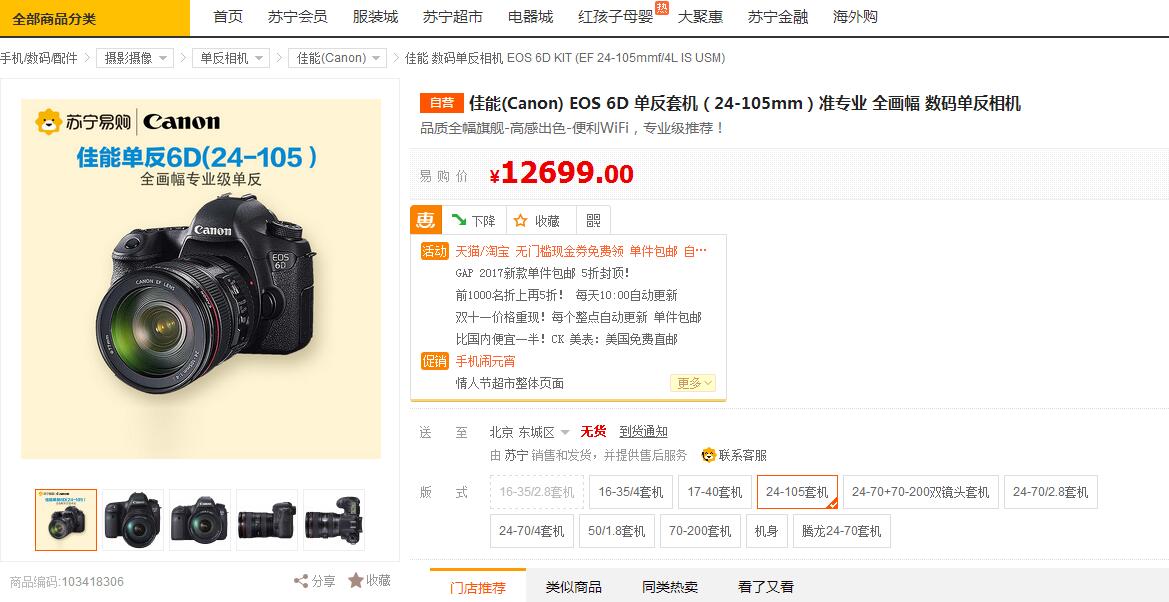 全部商品分类
首页 苏宁会员 服装城 苏宁超市 电器城 红孩子母婴 热 大聚惠 苏宁金融 海外购
手机/数码/配件 摄影摄像 单反相机 佳能(Canon) 佳能 数码单反相机 EOS 6D KIT (EF 24-105mmf/4L IS USM)
苏宁易购 Canon
佳能单反6D(24-105)
全画幅专业级单反
Canon
EOS
6D
CANON EF LENS
商品编码:103418306
分享 收藏
自营 佳能(Canon) EOS 6D 单反套机（24-105mm）准专业 全画幅 数码单反相机
品质全幅旗舰-高感出色-便利WiFi，专业级推荐！
易购价 ¥12699.00
惠 下降 收藏
活动 天猫/淘宝 无门槛现金券免费领 单件包邮 自···
GAP 2017新款单件包邮 5折封顶！
前1000名折上再5折！ 每天10:00自动更新
双十一价格重现！每个整点自动更新 单件包邮
比国内便宜一半！CK 美表：美国免费直邮
促销 手机闹元宵
情人节超市整体页面 更多
送至 北京 东城区 无货 到货通知
由 苏宁 销售和发货，并提供售后服务 联系客服
版式 16-35/2.8套机 16-35/4套机 17-40套机 24-105套机 24-70+70-200双镜头套机 24-70/2.8套机
24-70/4套机 50/1.8套机 70-200套机 机身 腾龙24-70套机
门店推荐 类似商品 同类热卖 看了又看